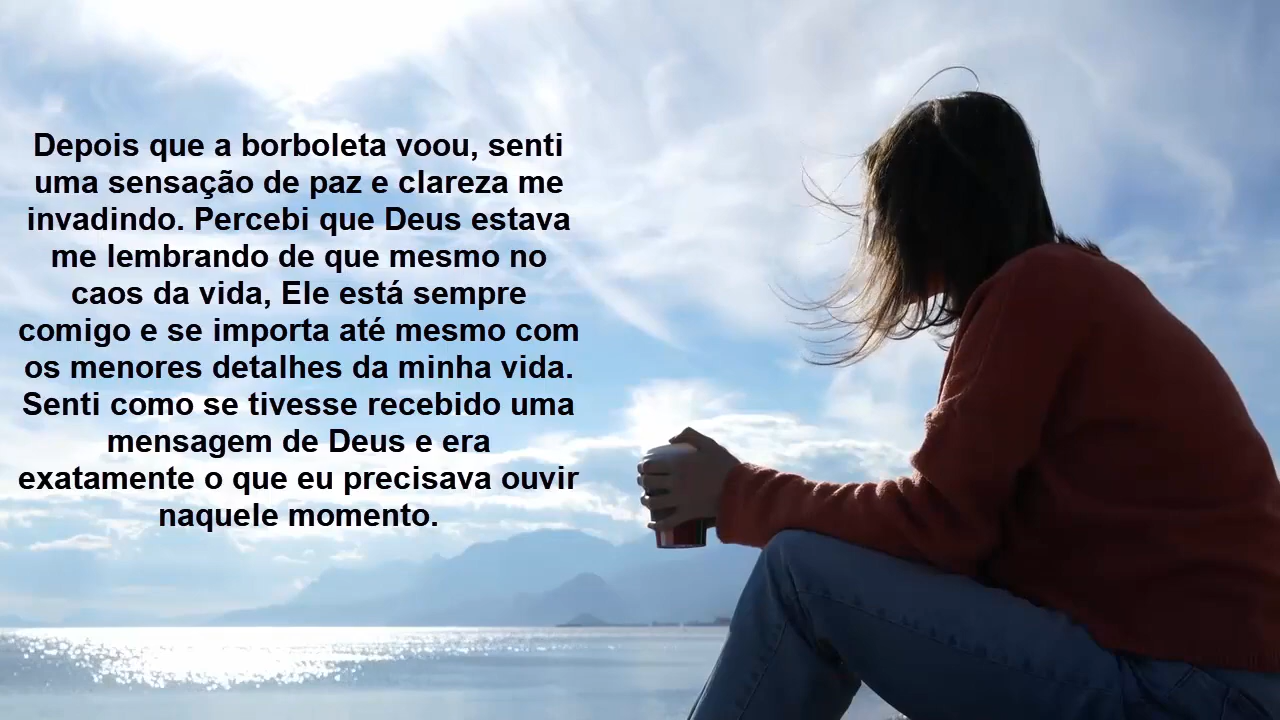 Depois que a borboleta voou, senti
uma sensação de paz e clareza me
invadindo. Percebi que Deus estava
me lembrando de que mesmo no
caos da vida, Ele está sempre
comigo e se importa até mesmo com
os menores detalhes da minha vida.
Senti como se tivesse recebido uma
mensagem de Deus e era
exatamente o que eu precisava ouvir
naquele momento.